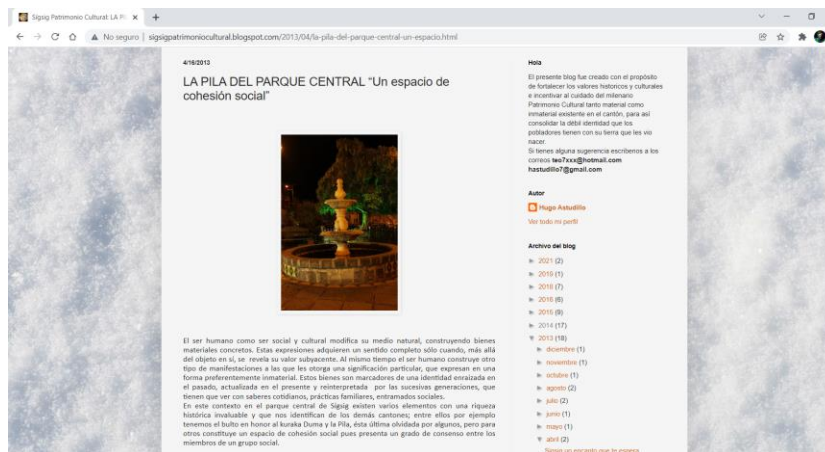 Sigsig Patrimonio Cultural: LA PI
No seguro | sigsigpatrimoniocultural.blogspot.com/2013/04/la-pila-del-parque-central-un-espacio.html
4/16/2013
LA PILA DEL PARQUE CENTRAL “Un espacio de
cohesión social”
El ser humano como ser social y cultural modifica su medio natural, construyendo bienes
materiales concretos. Estas expresiones adquieren un sentido completo sólo cuando, más allá
del objeto en sí, se revela su valor subyacente. Al mismo tiempo el ser humano construye otro
tipo de manifestaciones a las que les otorga una significación particular, que expresan en una
forma preferentemente inmaterial. Estos bienes son marcadores de una identidad enraizada en
el pasado, actualizada en el presente y reinterpretada por las sucesivas generaciones, que
tienen que ver con saberes cotidianos, prácticas familiares, entramados sociales.
En este contexto en el parque central de Sígsig existen varios elementos con una riqueza
histórica invaluable y que nos identifican de los demás cantones; entre ellos por ejemplo
tenemos el bulto en honor al kuraka Duma y la Pila, ésta última olvidada por algunos, pero para
otros constituye un espacio de cohesión social pues presenta un grado de consenso entre los
miembros de un grupo social.
Hola
El presente blog fue creado con el propósito
de fortalecer los valores historicos y culturales
e incentivar al cuidado del milenario
Patrimonio Cultural tanto material como
inmaterial existente en el cantón, para así
consolidar la débil identidad que los
pobladores tienen con su tierra que les vio
nacer.
Si tienes alguna sugerencia escribenos a los
correos teo7xxx@hotmail.com
hastudillo7@gmail.com
Autor
Hugo Astudillo
Ver todo mi perfil
Archivo del blog
► 2021 (2)
► 2019 (1)
► 2018 (7)
► 2016 (6)
► 2015 (9)
► 2014 (17)
▼ 2013 (18)
► diciembre (1)
► noviembre (1)
► octubre (1)
► agosto (2)
► julio (2)
► junio (1)
► mayo (1)
▼ abril (2)
Sigsig un encanto que te espera